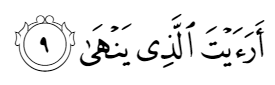 أَرَءَيۡتَ ٱلَّذِى يَنۡهَىٰ ٩